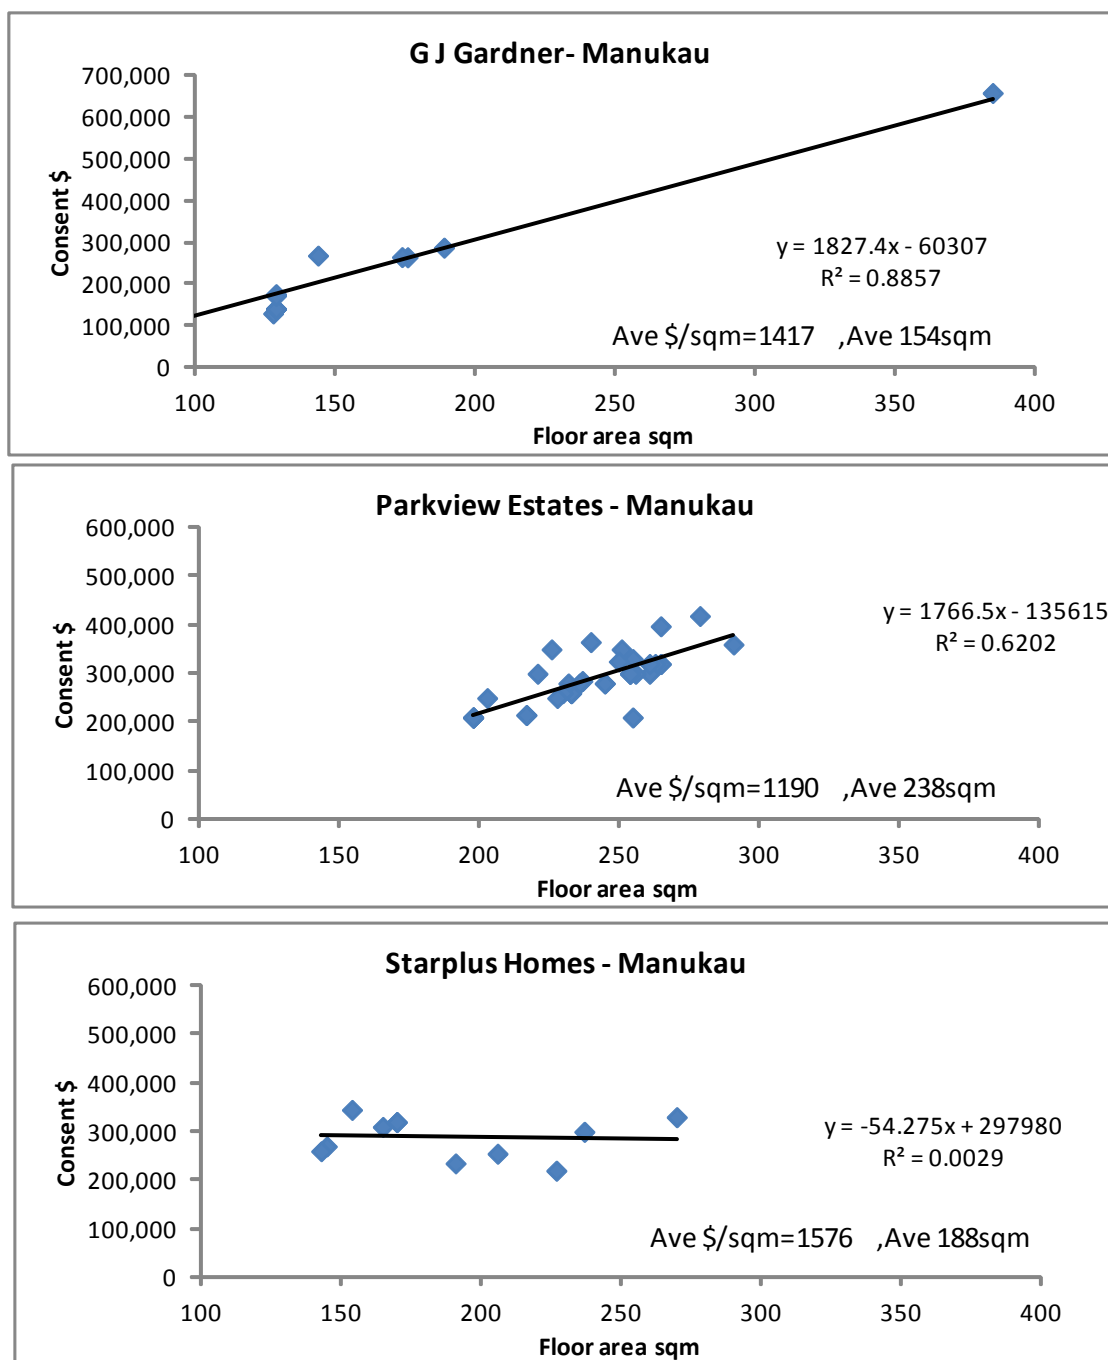 G J Gardner- Manukau
700,000
600,000
500,000
400,000
300,000
200,000
100,000
0
Consent $
y = 1827.4x - 60307
R² = 0.8857
Ave $/sqm=1417 ,Ave 154sqm
100 150 200 250 300 350 400
Floor area sqm
Parkview Estates - Manukau
600,000
500,000
400,000
300,000
200,000
100,000
0
Consent $
y = 1766.5x - 135615
R² = 0.6202
Ave $/sqm=1190 ,Ave 238sqm
100 150 200 250 300 350 400
Floor area sqm
Starplus Homes - Manukau
600,000
500,000
400,000
300,000
200,000
100,000
0
Consent $
y = -54.275x + 297980
R² = 0.0029
Ave $/sqm=1576 ,Ave 188sqm
100 150 200 250 300 350 400
Floor area sqm